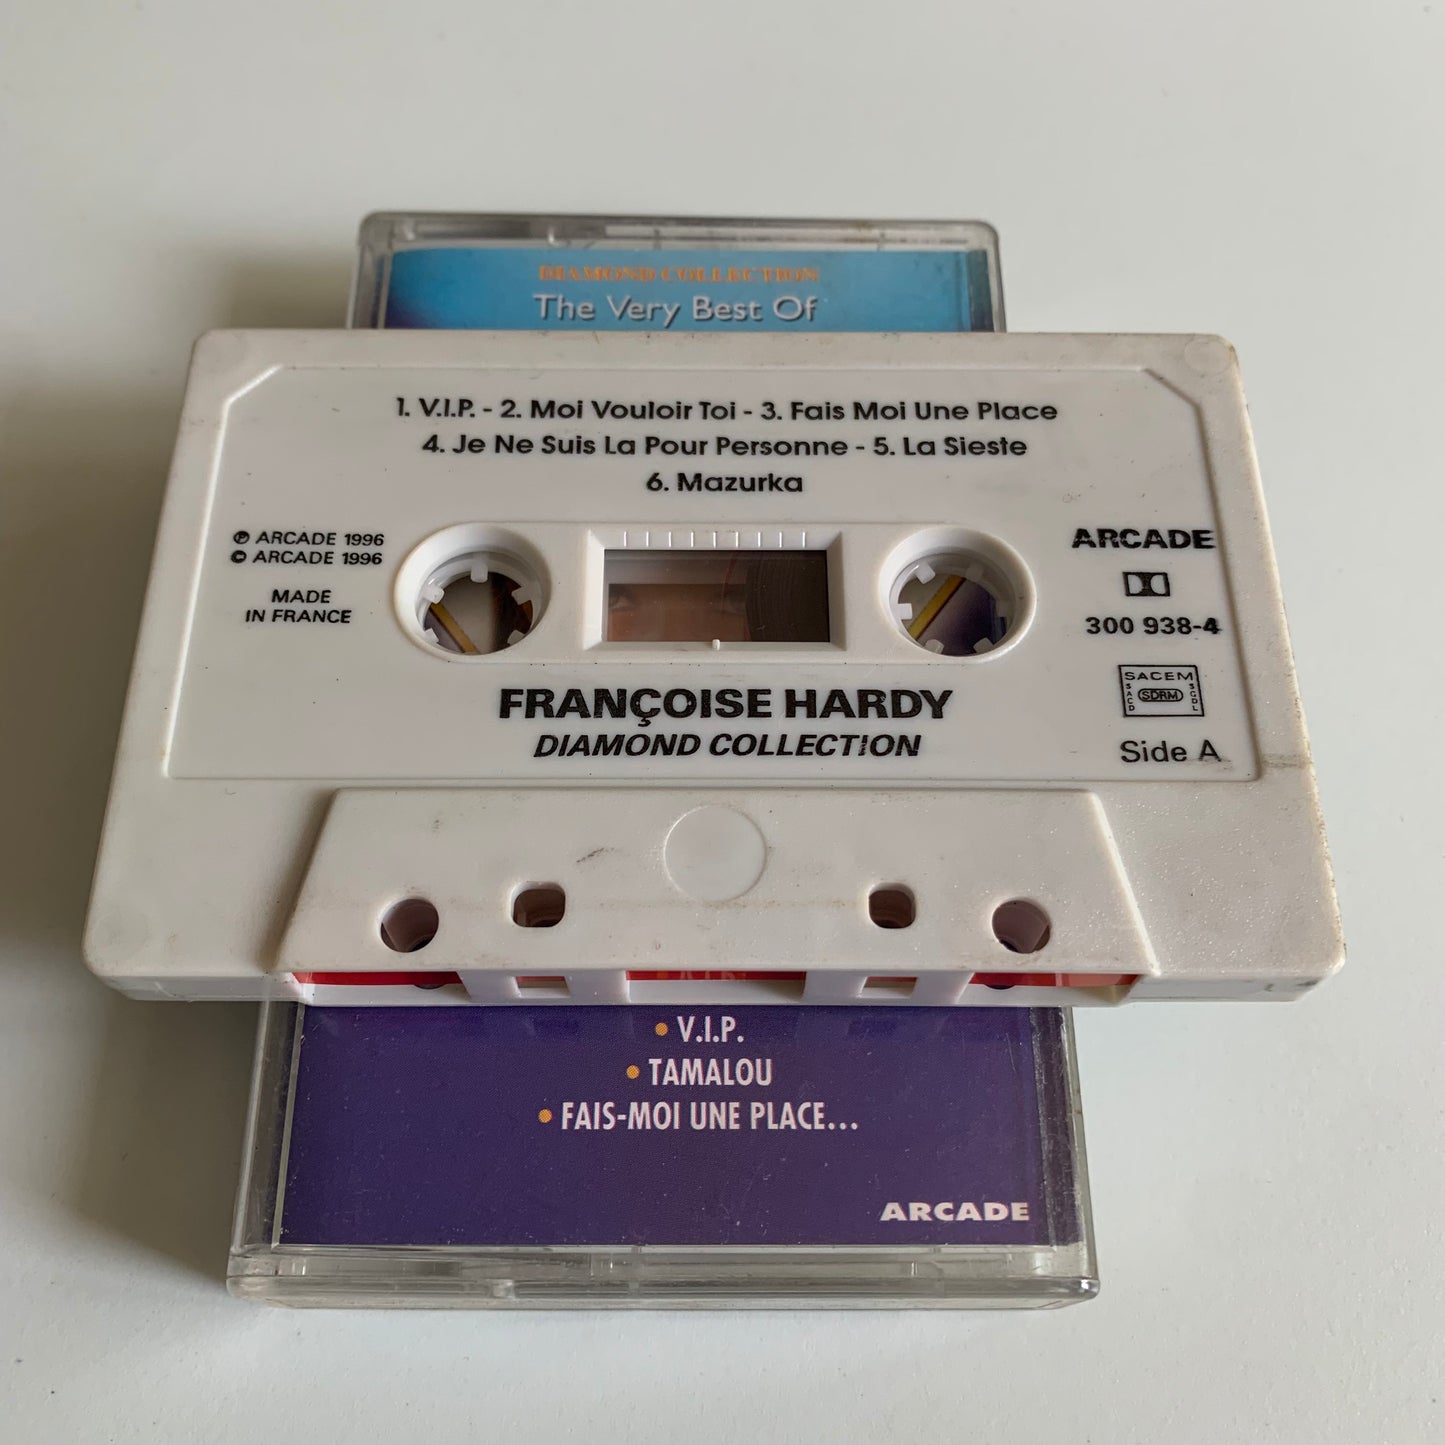 DIAMOND COLLECTION
The Very Best Of
1. V.I.P. - 2. Moi Vouloir Toi - 3. Fais Moi Une Place
4. Je Ne Suis La Pour Personne - 5. La Sieste
6. Mazurka
℗ ARCADE 1996
© ARCADE 1996
MADE
IN FRANCE
ARCADE
300 938-4
SACEM
SACD
SDRM
SGDL
Side A
FRANÇOISE HARDY
DIAMOND COLLECTION
• V.I.P.
• TAMALOU
• FAIS-MOI UNE PLACE...
ARCADE